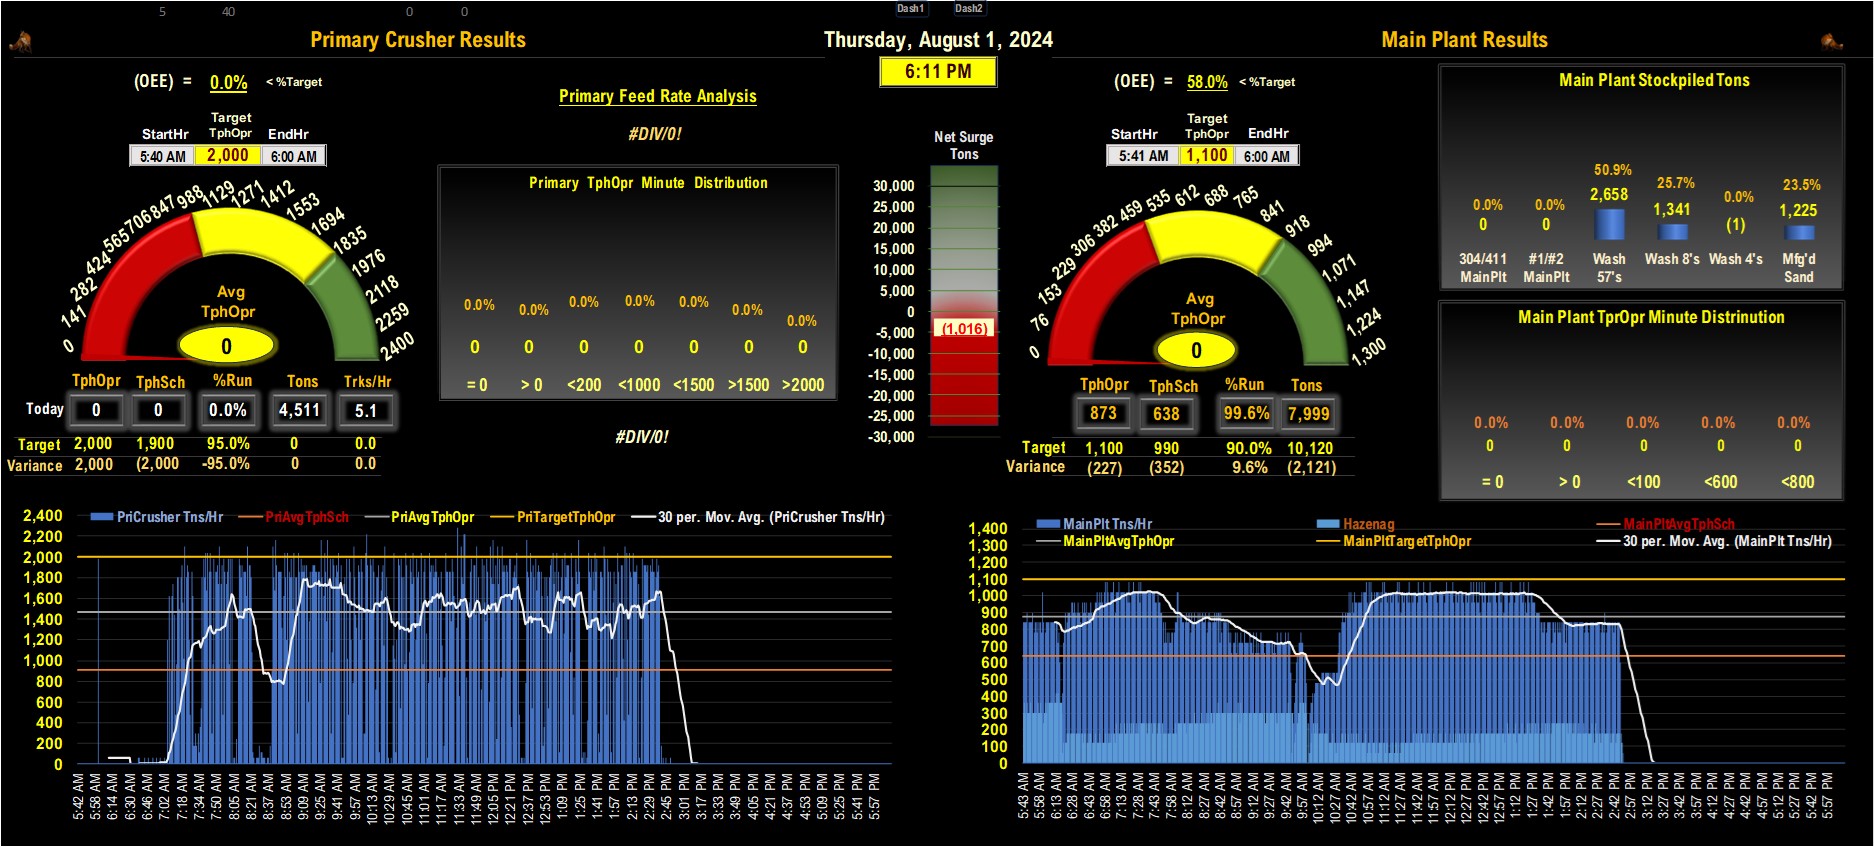 5 40 0 0 Dash1 Dash2
Primary Crusher Results
Thursday, August 1, 2024
Main Plant Results
6:11 PM
(OEE) = 0.0% < %Target
Target
StartHr TphOpr EndHr
5:40 AM 2,000 6:00 AM
0 141 282 424 565 706 847 988 1129 1271 1412 1553 1694 1835 1976 2118 2259 2400
Avg
TphOpr
0
TphOpr TphSch %Run Tons Trks/Hr
Today 0 0 0.0% 4,511 5.1
Target 2,000 1,900 95.0% 0 0.0
Variance 2,000 (2,000 -95.0% 0 0.0
Primary Feed Rate Analysis
#DIV/0!
Primary TphOpr Minute Distribution
0.0% 0.0% 0.0% 0.0% 0.0% 0.0% 0.0%
0 0 0 0 0 0 0
= 0 > 0 <200 <1000 <1500 >1500 >2000
#DIV/0!
Net Surge
Tons
30,000
25,000
20,000
15,000
10,000
5,000
0
-5,000
-10,000
-15,000
-20,000
-25,000
-30,000
(1,016)
(OEE) = 58.0% < %Target
Target
StartHr TphOpr EndHr
5:41 AM 1,100 6:00 AM
0 76 153 229 306 382 459 535 612 688 765 841 918 994 1,071 1,147 1,224 1,300
Avg
TphOpr
0
TphOpr TphSch %Run Tons
873 638 99.6% 7,999
Target 1,100 990 90.0% 10,120
Variance (227) (352) 9.6% (2,121)
Main Plant Stockpiled Tons
0.0% 0.0% 50.9% 25.7% 0.0% 23.5%
0 0 2,658 1,341 (1) 1,225
304/411 #1/#2 Wash Wash 8's Wash 4's Mfg'd
MainPlt MainPlt 57's Sand
Main Plant TprOpr Minute Distrinution
0.0% 0.0% 0.0% 0.0% 0.0%
0 0 0 0 0
= 0 > 0 <100 <600 <800
PriCrusher Tns/Hr PriAvgTphSch PriAvgTphOpr PriTargetTphOpr 30 per. Mov. Avg. (PriCrusher Tns/Hr)
2,400
2,200
2,000
1,800
1,600
1,400
1,200
1,000
800
600
400
200
0
5:42 AM 5:58 AM 6:14 AM 6:30 AM 6:46 AM 7:02 AM 7:18 AM 7:34 AM 7:50 AM 8:05 AM 8:21 AM 8:37 AM 8:53 AM 9:09 AM 9:25 AM 9:41 AM 9:57 AM 10:13 AM 10:29 AM 10:45 AM 11:01 AM 11:17 AM 11:33 AM 11:49 AM 12:05 PM 12:21 PM 12:37 PM 12:53 PM 1:09 PM 1:25 PM 1:41 PM 1:57 PM 2:13 PM 2:29 PM 2:45 PM 3:01 PM 3:17 PM 3:33 PM 3:49 PM 4:05 PM 4:21 PM 4:37 PM 4:53 PM 5:09 PM 5:25 PM 5:41 PM 5:57 PM
MainPlt Tns/Hr Hazenag MainPltAvgTphSch
MainPltAvgTphOpr MainPltTargetTphOpr 30 per. Mov. Avg. (MainPlt Tns/Hr)
1,400
1,300
1,200
1,100
1,000
900
800
700
600
500
400
300
200
100
0
5:43 AM 5:58 AM 6:13 AM 6:28 AM 6:43 AM 6:58 AM 7:13 AM 7:28 AM 7:43 AM 7:58 AM 8:12 AM 8:27 AM 8:42 AM 8:57 AM 9:12 AM 9:27 AM 9:42 AM 9:57 AM 10:12 AM 10:27 AM 10:42 AM 10:57 AM 11:12 AM 11:27 AM 11:42 AM 11:57 AM 12:12 PM 12:27 PM 12:42 PM 12:57 PM 1:12 PM 1:27 PM 1:42 PM 1:57 PM 2:12 PM 2:27 PM 2:42 PM 2:57 PM 3:12 PM 3:27 PM 3:42 PM 3:57 PM 4:12 PM 4:27 PM 4:42 PM 4:57 PM 5:12 PM 5:27 PM 5:42 PM 5:57 PM